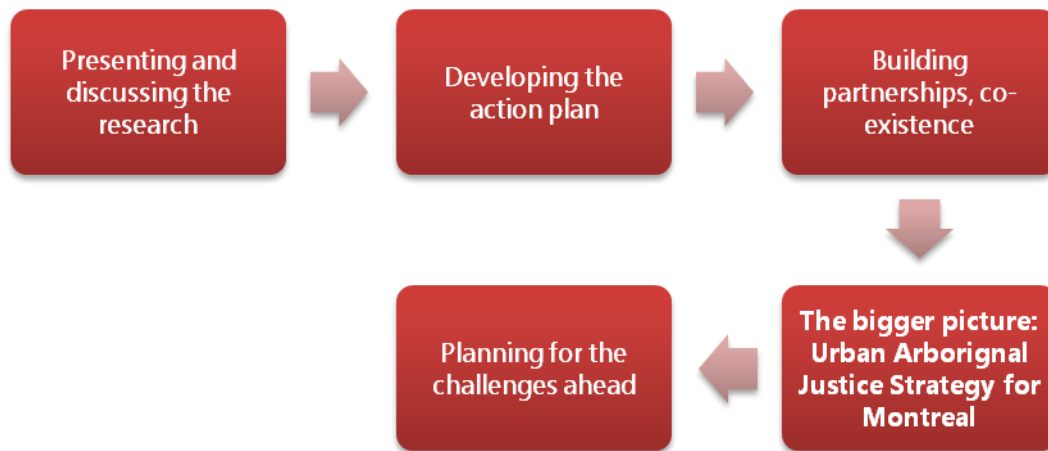 Presenting and
discussing the
research
Developing the
action plan
Building
partnerships, co-
existence
The bigger picture:
Urban Arborignal
Justice Strategy for
Montreal
Planning for the
challenges ahead